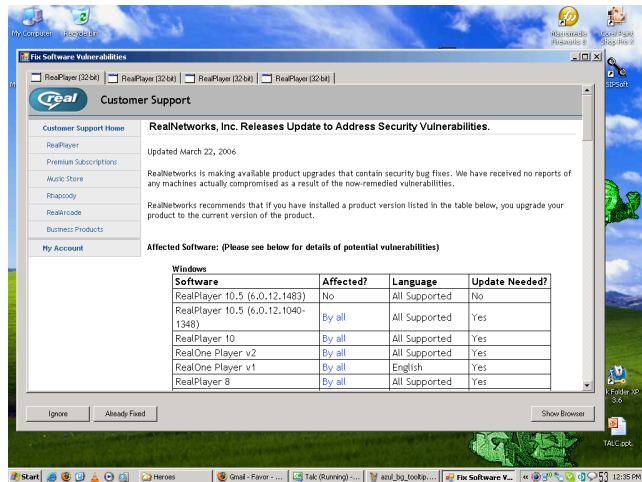 My Computer
Recycle Bin
Macromedia
Fireworks 8
Corel Paint
Shop Pro X
Fix Software Vulnerabilities
RealPlayer (32-bit)
RealPlayer (32-bit)
RealPlayer (32-bit)
RealPlayer (32-bit)
SIPSoft
real
Customer Support
Customer Support Home
RealPlayer
Premium Subscriptions
Music Store
Rhapsody
RealArcade
Business Products
My Account
RealNetworks, Inc. Releases Update to Address Security Vulnerabilities.
Updated March 22, 2006
RealNetworks is making available product upgrades that contain security bug fixes. We have received no reports of
any machines actually compromised as a result of the now-remedied vulnerabilities.
RealNetworks recommends that if you have installed a product version listed in the table below, you upgrade your
product to the current version of the product.
Affected Software: (Please see below for details of potential vulnerabilities)
Windows
Software Affected? Language Update Needed?
RealPlayer 10.5 (6.0.12.1483) No All Supported No
RealPlayer 10.5 (6.0.12.1040-
1348) By all All Supported Yes
RealPlayer 10 By all All Supported Yes
RealOne Player v2 By all All Supported Yes
RealOne Player v1 By all English Yes
RealPlayer 8 By all All Supported Yes
k Folder XP
3.6
Ignore
Already Fixed
Show Browser
TALC.ppt
Start
Heroes
Gmail - Favor - ...
Talc (Running) -...
azul_bg_tooltip....
Fix Software V...
53
12:35 PM